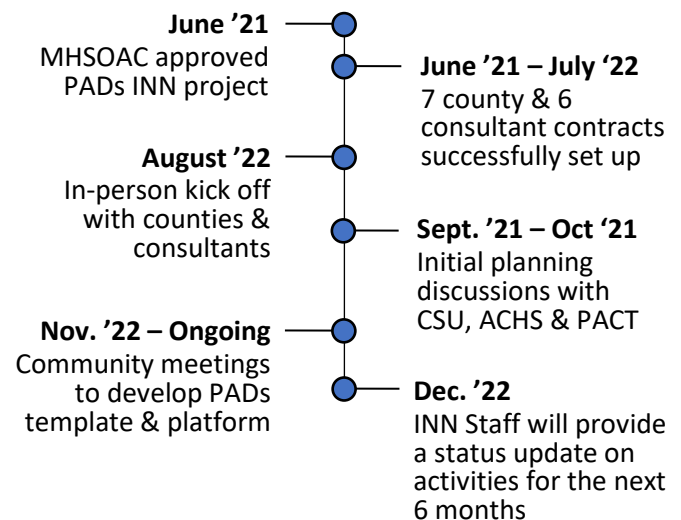 June ’21
MHSOAC approved
PADs INN project
June ’21 – July ‘22
7 county & 6
consultant contracts
successfully set up
August ’22
In-person kick off
with counties &
consultants
Sept. ’21 – Oct ‘21
Initial planning
discussions with
CSU, ACHS & PACT
Nov. ’22 – Ongoing
Community meetings
to develop PADs
template & platform
Dec. ’22
INN Staff will provide
a status update on
activities for the next
6 months